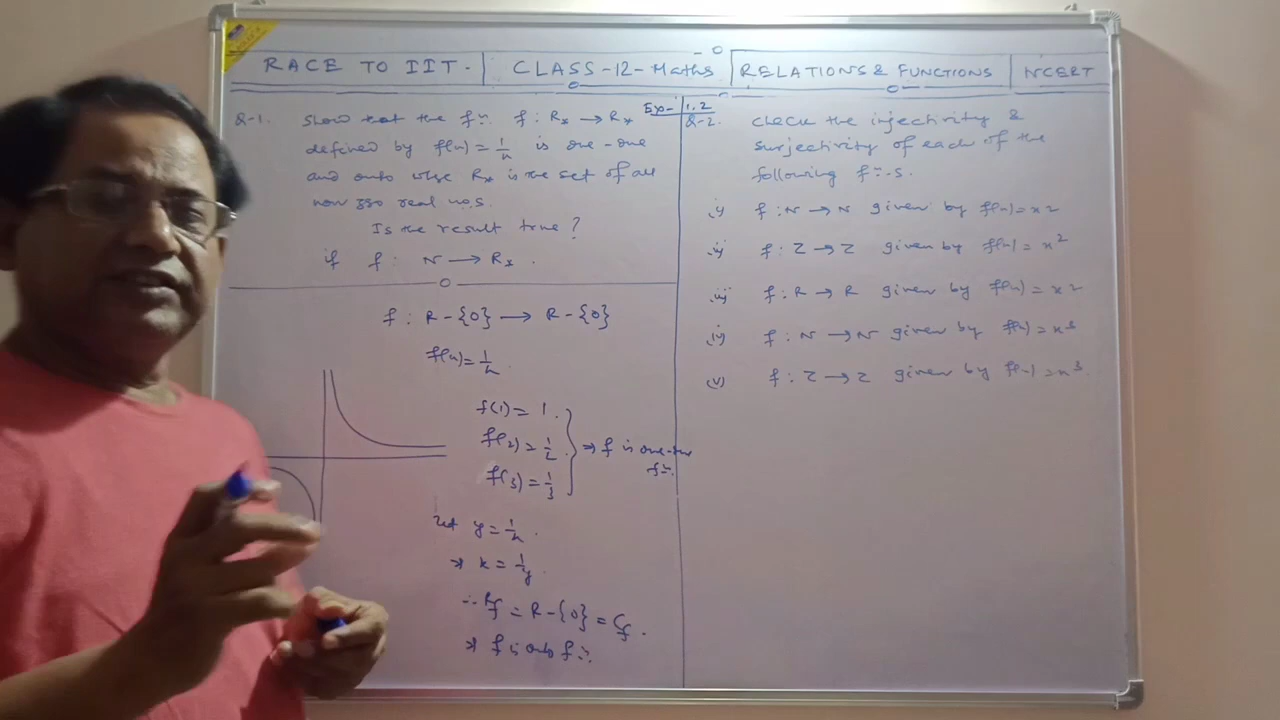 RACE TO IIT. CLASS-12-Maths RELATIONS & FUNCTIONS NCERT
Ex- 1.2
Q-1. Show that the fn. f: R* → R*
defined by f(x) = 1/x is one-one
and onto whe R* is the set of all
non zero real no.s.
Is the result true?
if f: N → R*.
f: R-{0} → R-{0}
f(x) = 1/x
f(1) = 1.
f(2) = 1/2
f(3) = 1/3
⇒ f is one-one
fn.
Let y = 1/x.
⇒ x = 1/y
∴ Rf = R-{0} = Cf.
⇒ f is onto fn.
Q-2. Check the injectivity &
surjectivity of each of the
following fn.s.
(i) f: N → N given by f(x) = x2
(ii) f: Z → Z given by f(x) = x²
(iii) f: R → R given by f(x) = x2
(iv) f: N → N given by f(x) = x³
(v) f: Z → Z given by f(x) = x³